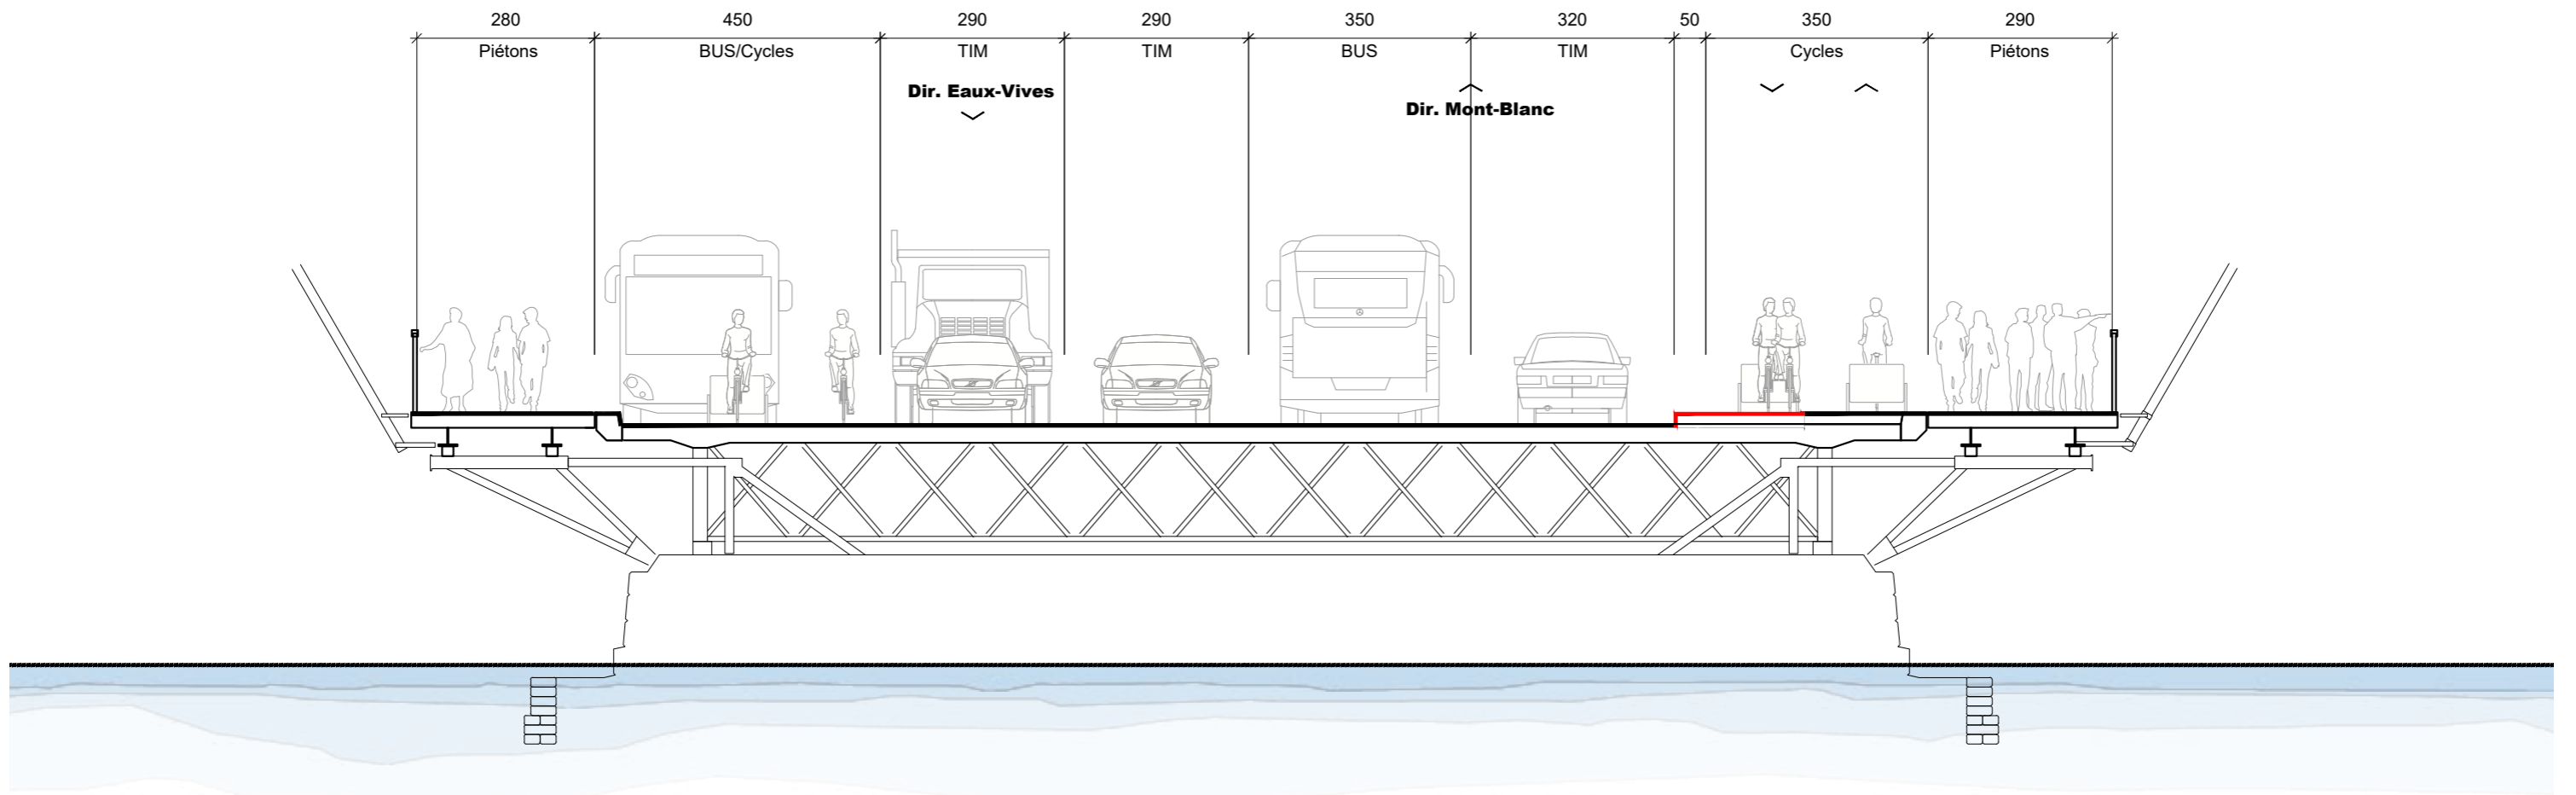 280 450 290 290 350 320 50 350 290
Piétons BUS/Cycles TIM TIM BUS TIM Cycles Piétons
Dir. Eaux-Vives
Dir. Mont-Blanc